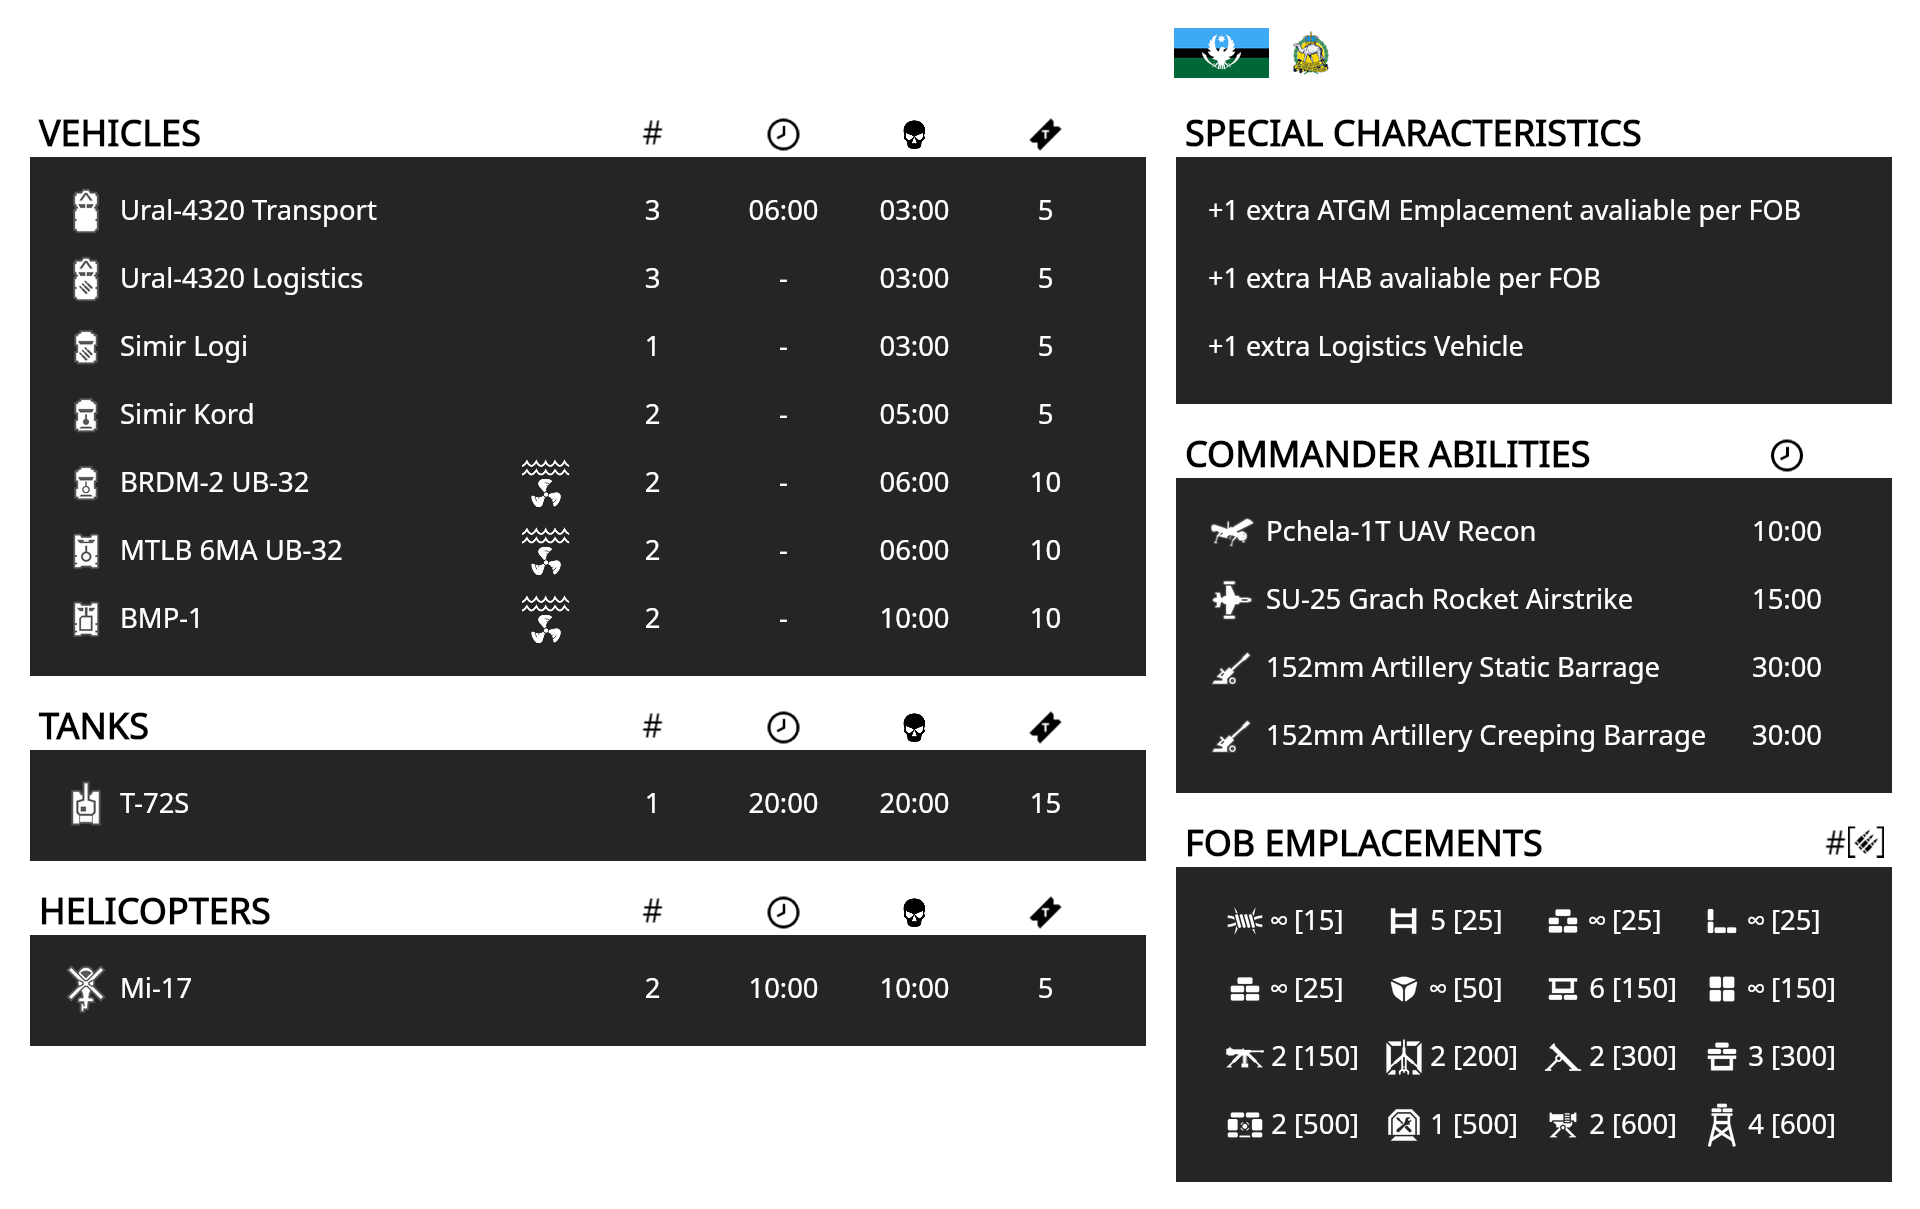 VEHICLES #
Ural-4320 Transport 3 06:00 03:00 5
Ural-4320 Logistics 3 - 03:00 5
Simir Logi 1 - 03:00 5
Simir Kord 2 - 05:00 5
BRDM-2 UB-32 2 - 06:00 10
MTLB 6MA UB-32 2 - 06:00 10
BMP-1 2 - 10:00 10
TANKS #
T-72S 1 20:00 20:00 15
HELICOPTERS #
Mi-17 2 10:00 10:00 5
SPECIAL CHARACTERISTICS
+1 extra ATGM Emplacement avaliable per FOB
+1 extra HAB avaliable per FOB
+1 extra Logistics Vehicle
COMMANDER ABILITIES
Pchela-1T UAV Recon 10:00
SU-25 Grach Rocket Airstrike 15:00
152mm Artillery Static Barrage 30:00
152mm Artillery Creeping Barrage 30:00
FOB EMPLACEMENTS #[]
∞ [15] 5 [25] ∞ [25] ∞ [25]
∞ [25] ∞ [50] 6 [150] ∞ [150]
2 [150] 2 [200] 2 [300] 3 [300]
2 [500] 1 [500] 2 [600] 4 [600]